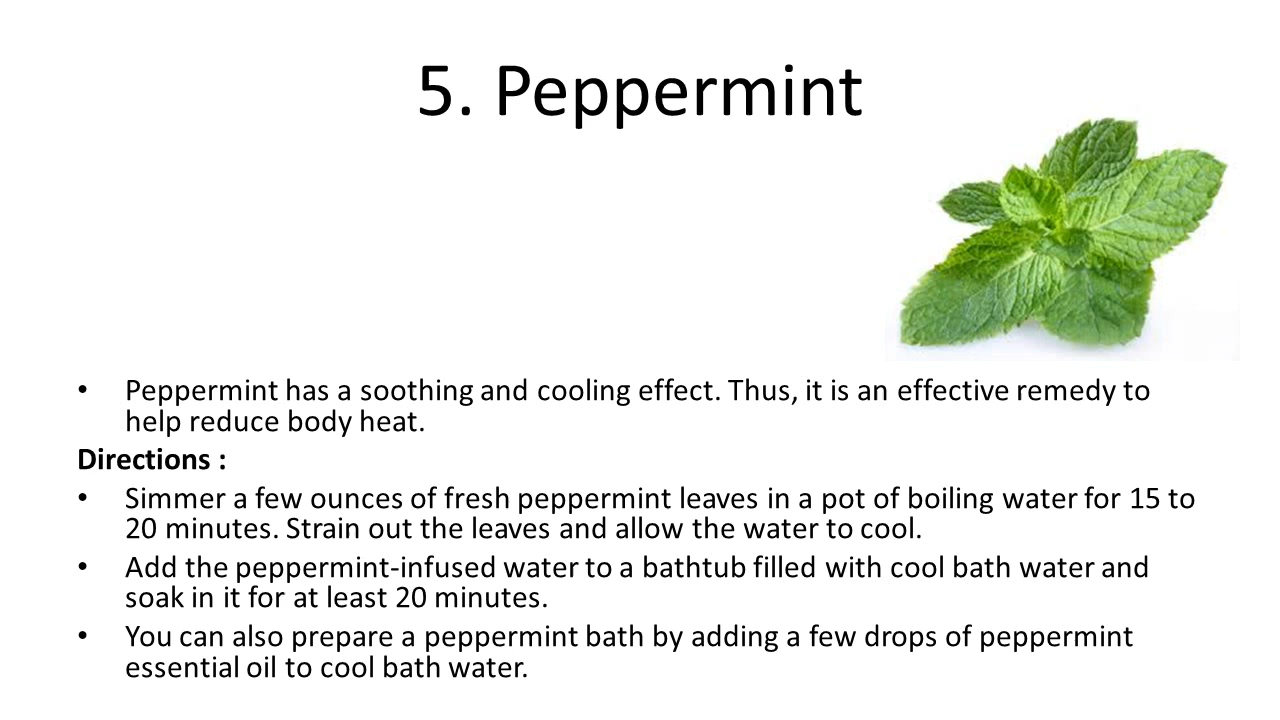 5. Peppermint
• Peppermint has a soothing and cooling effect. Thus, it is an effective remedy to
help reduce body heat.
Directions :
• Simmer a few ounces of fresh peppermint leaves in a pot of boiling water for 15 to
20 minutes. Strain out the leaves and allow the water to cool.
• Add the peppermint-infused water to a bathtub filled with cool bath water and
soak in it for at least 20 minutes.
• You can also prepare a peppermint bath by adding a few drops of peppermint
essential oil to cool bath water.